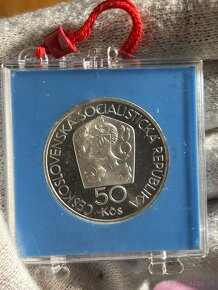 ČESKOSLOVENSKÁ SOCIALISTICKÁ REPUBLIKA
50
Kčs